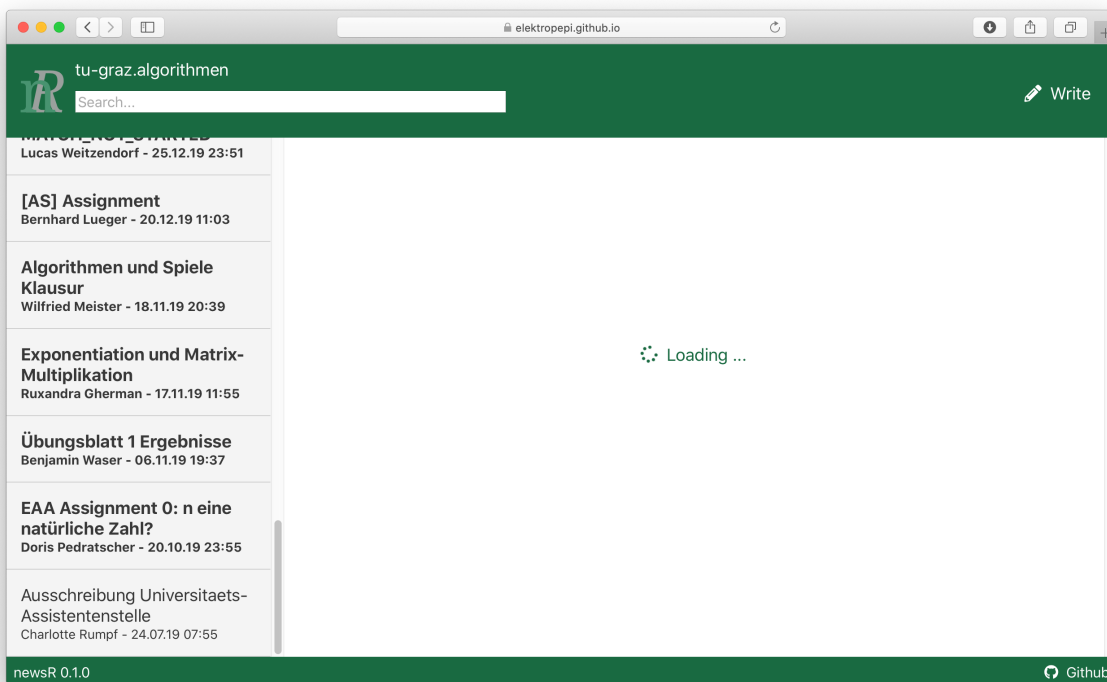 elektropepi.github.io
nR
tu-graz.algorithmen
Search...
Write
MATCH_NOT_STARTED
Lucas Weitzendorf - 25.12.19 23:51
[AS] Assignment
Bernhard Lueger - 20.12.19 11:03
Algorithmen und Spiele
Klausur
Wilfried Meister - 18.11.19 20:39
Exponentiation und Matrix-
Multiplikation
Ruxandra Gherman - 17.11.19 11:55
Übungsblatt 1 Ergebnisse
Benjamin Waser - 06.11.19 19:37
EAA Assignment 0: n eine
natürliche Zahl?
Doris Pedratscher - 20.10.19 23:55
Ausschreibung Universitaets-
Assistentenstelle
Charlotte Rumpf - 24.07.19 07:55
Loading ...
newsR 0.1.0
Github